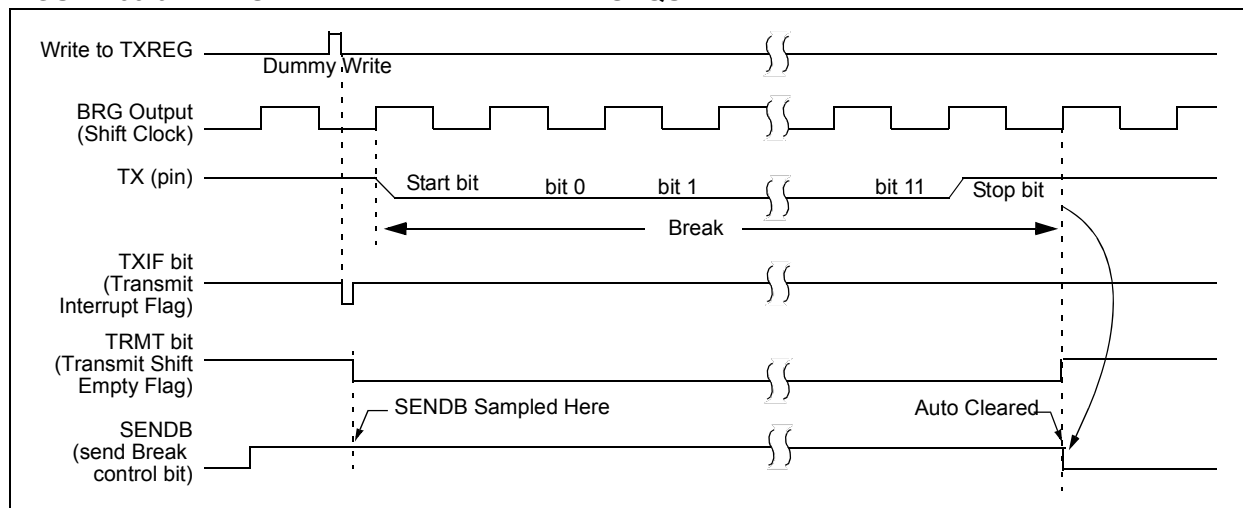 Write to TXREG
Dummy Write
BRG Output
(Shift Clock)
TX (pin)
Start bit
bit 0
bit 1
bit 11
Stop bit
Break
TXIF bit
(Transmit
Interrupt Flag)
TRMT bit
(Transmit Shift
Empty Flag)
SENDB Sampled Here
Auto Cleared
SENDB
(send Break
control bit)